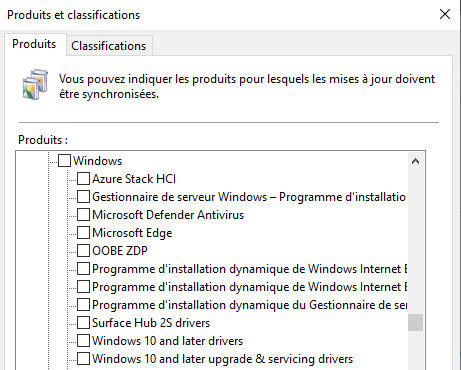 Produits et classifications
Produits
Classifications
Vous pouvez indiquer les produits pour lesquels les mises à jour doivent
être synchronisées.
Produits :
Windows
Azure Stack HCI
Gestionnaire de serveur Windows – Programme d'installatio
Microsoft Defender Antivirus
Microsoft Edge
OOBE ZDP
Programme d'installation dynamique de Windows Internet E
Programme d'installation dynamique de Windows Internet E
Programme d'installation dynamique du Gestionnaire de ser
Surface Hub 2S drivers
Windows 10 and later drivers
Windows 10 and later upgrade & servicing drivers